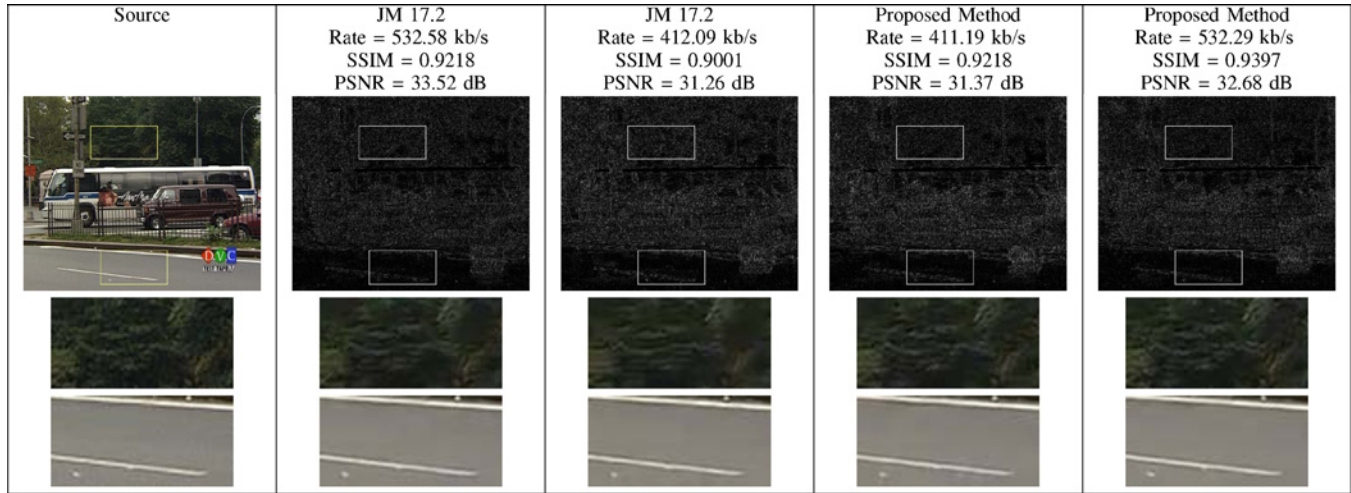 Source
JM 17.2
Rate = 532.58 kb/s
SSIM = 0.9218
PSNR = 33.52 dB
JM 17.2
Rate = 412.09 kb/s
SSIM = 0.9001
PSNR = 31.26 dB
Proposed Method
Rate = 411.19 kb/s
SSIM = 0.9218
PSNR = 31.37 dB
Proposed Method
Rate = 532.29 kb/s
SSIM = 0.9397
PSNR = 32.68 dB
D.V.C